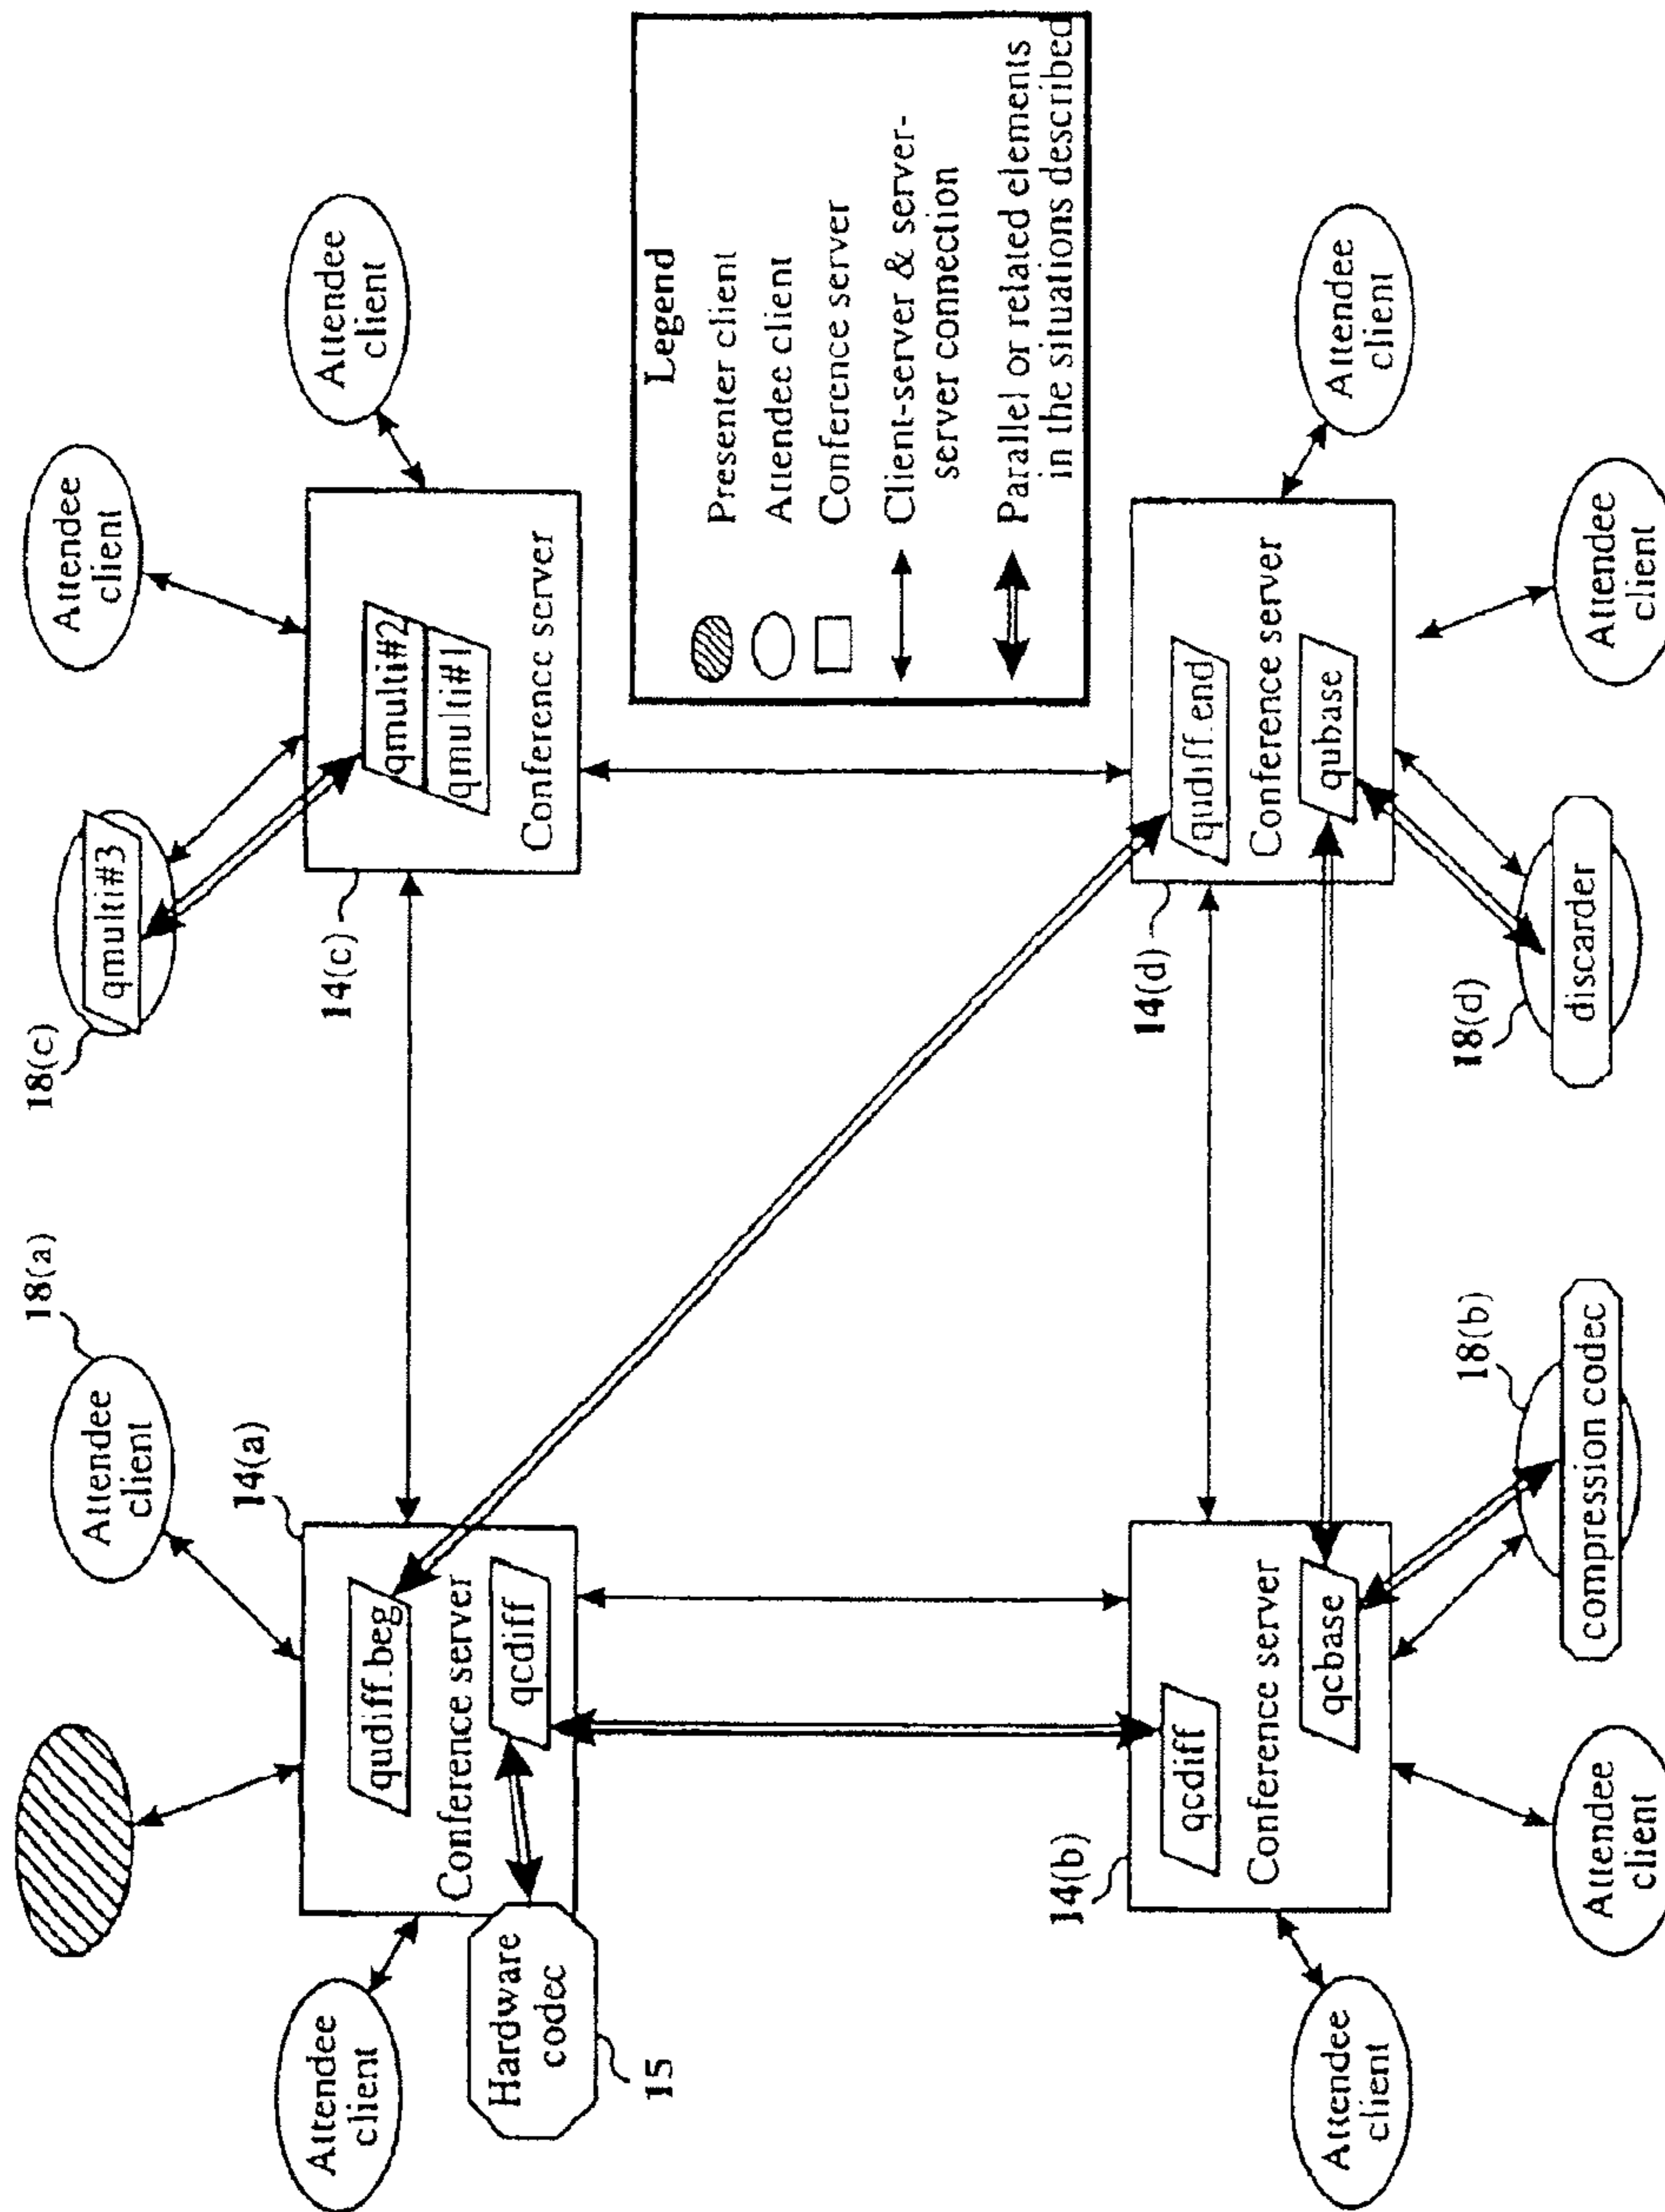 18(a)
Attendee
client
14(a)
Attendee
client
qudiff.beg
Conference server
qcdiff
Hardware
codec
15
18(c)
qmulti#3
Attendee
client
Attendee
client
14(c)
qmulti#2
qmulti#1
Conference server
Legend
Presenter client
Attendee client
Conference server
Client-server & server-
server connection
Parallel or related elements
in the situations described
14(b)
qcdiff
Conference server
qcbase
Attendee
client
Attendee
client
18(b)
compression codec
14(d)
qudiff.end
Conference server
qubase
Attendee
client
18(d)
discarder
Attendee
client